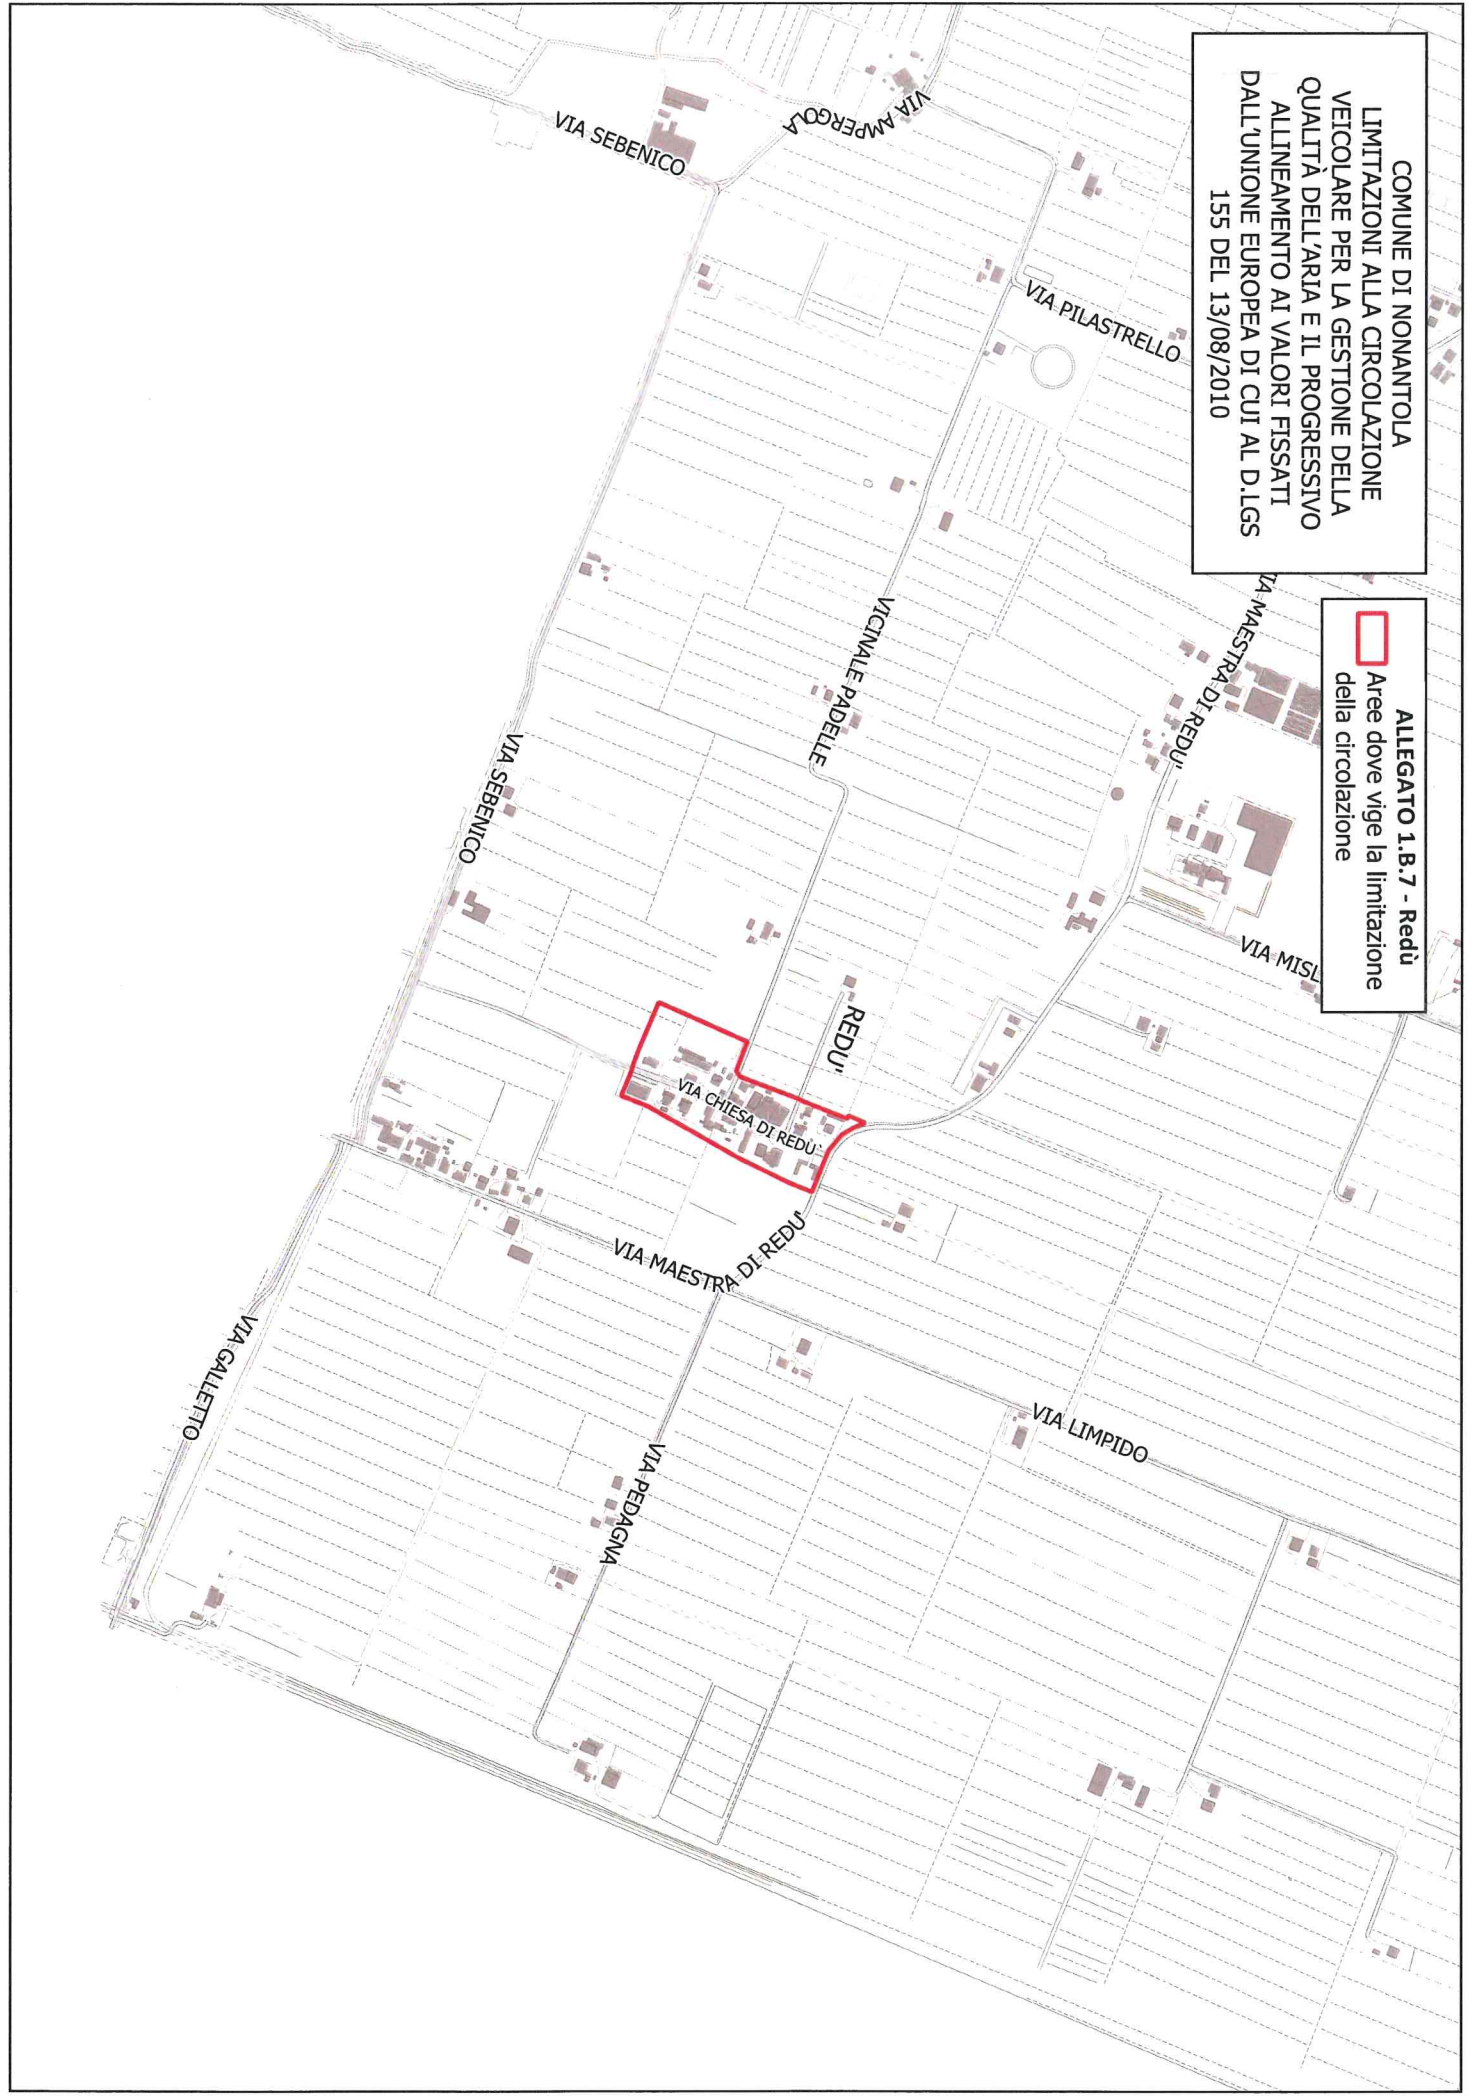 COMUNE DI NONANTOLA
LIMITAZIONI ALLA CIRCOLAZIONE
VEICOLARE PER LA GESTIONE DELLA
QUALITÀ DELL'ARIA E IL PROGRESSIVO
ALLINEAMENTO AI VALORI FISSATI
DALL'UNIONE EUROPEA DI CUI AL D.LGS
155 DEL 13/08/2010
ALLEGATO 1.B.7 - Redù
Aree dove vige la limitazione
della circolazione
VIA AMPERGOLA
VIA SEBENICO
VIA PILASTRELLO
VIA MAESTRA DI REDU'
VICINALE PADELLE
VIA SEBENICO
VIA MISL
REDU'
VIA CHIESA DI REDU'
VIA MAESTRA DI REDU'
VIA LIMPIDO
VIA GALLETTO
VIA PEDAGNA